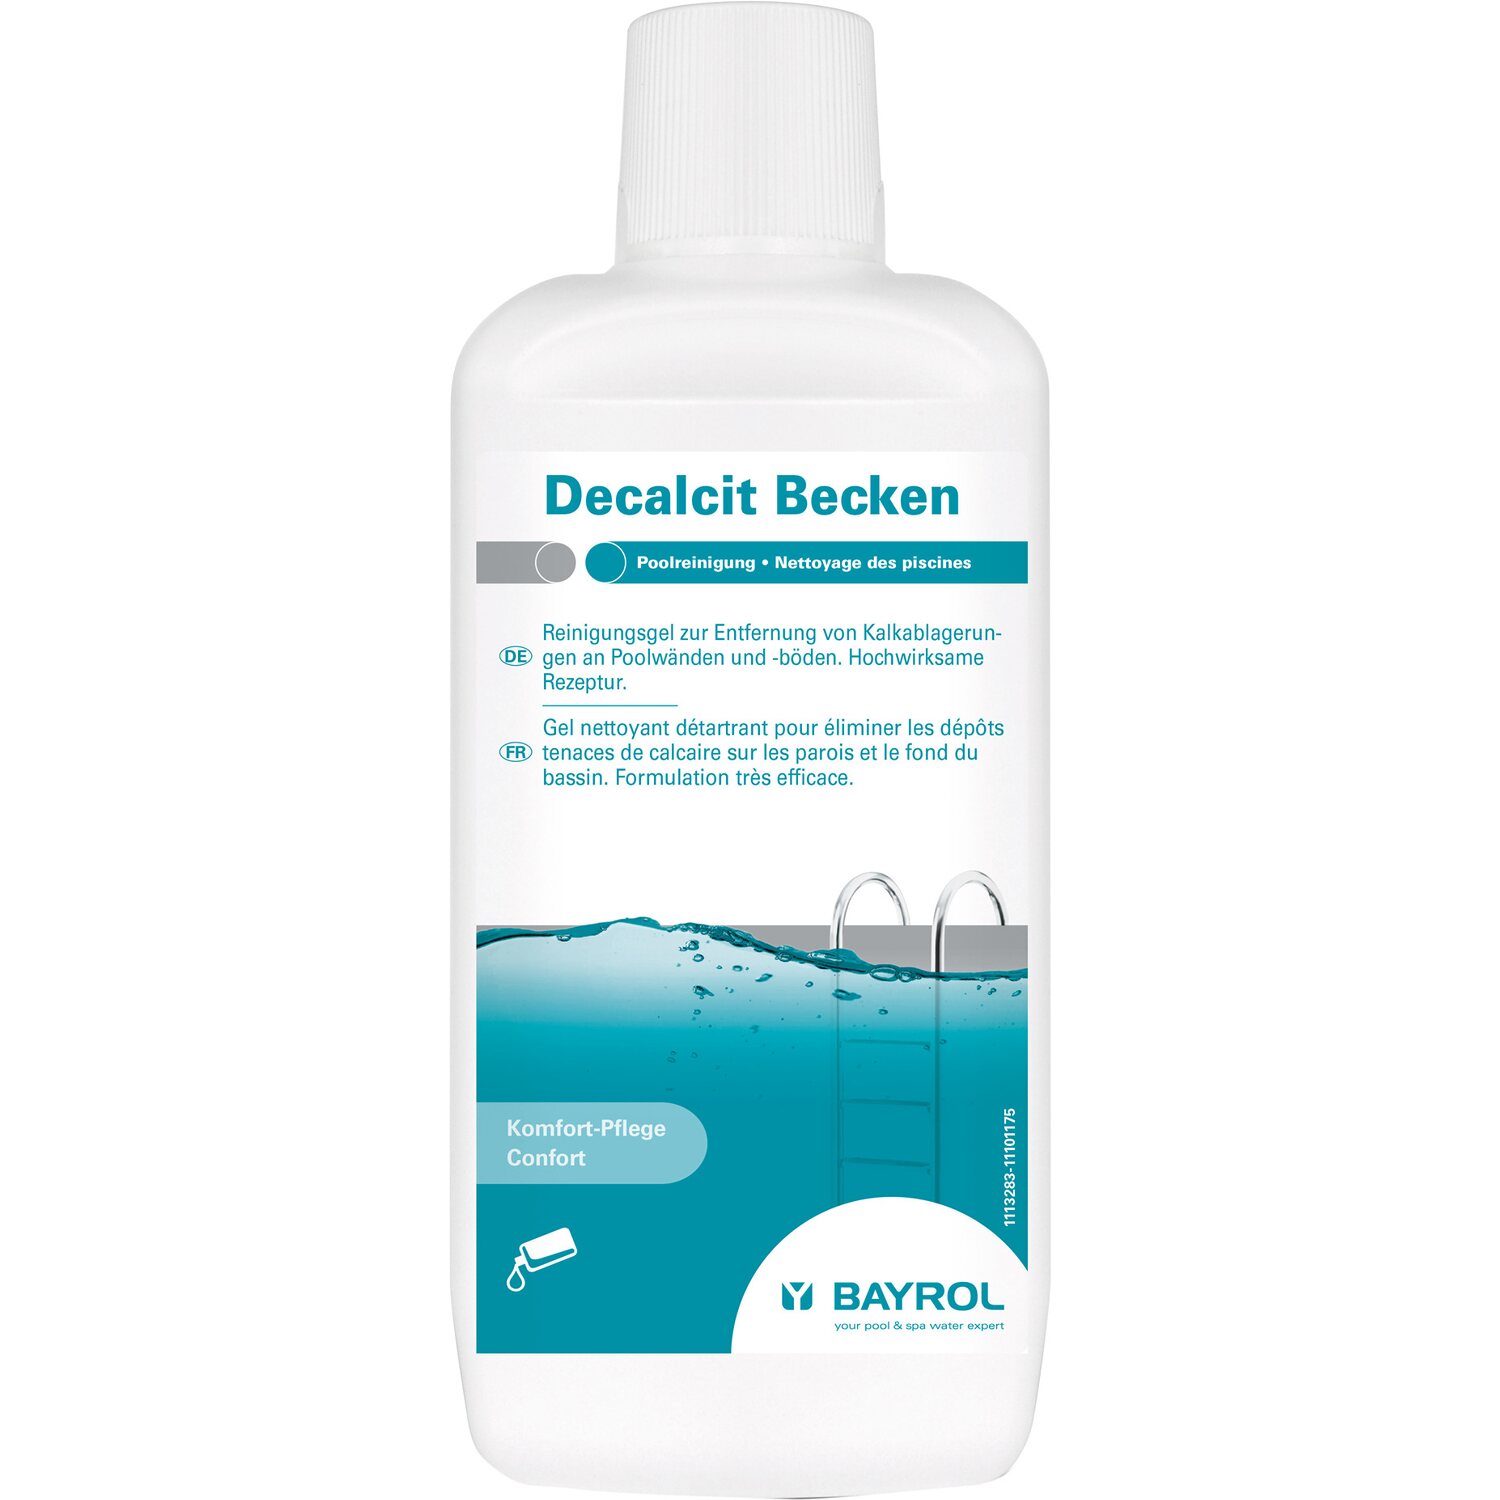 Decalcit Becken
Poolreinigung • Nettoyage des piscines
DE
Reinigungsgel zur Entfernung von Kalkablagerun-
gen an Poolwänden und -böden. Hochwirksame
Rezeptur.
FR
Gel nettoyant détartrant pour éliminer les dépôts
tenaces de calcaire sur les parois et le fond du
bassin. Formulation très efficace.
Komfort-Pflege
Confort
1113283-11101175
BAYROL
your pool & spa water expert